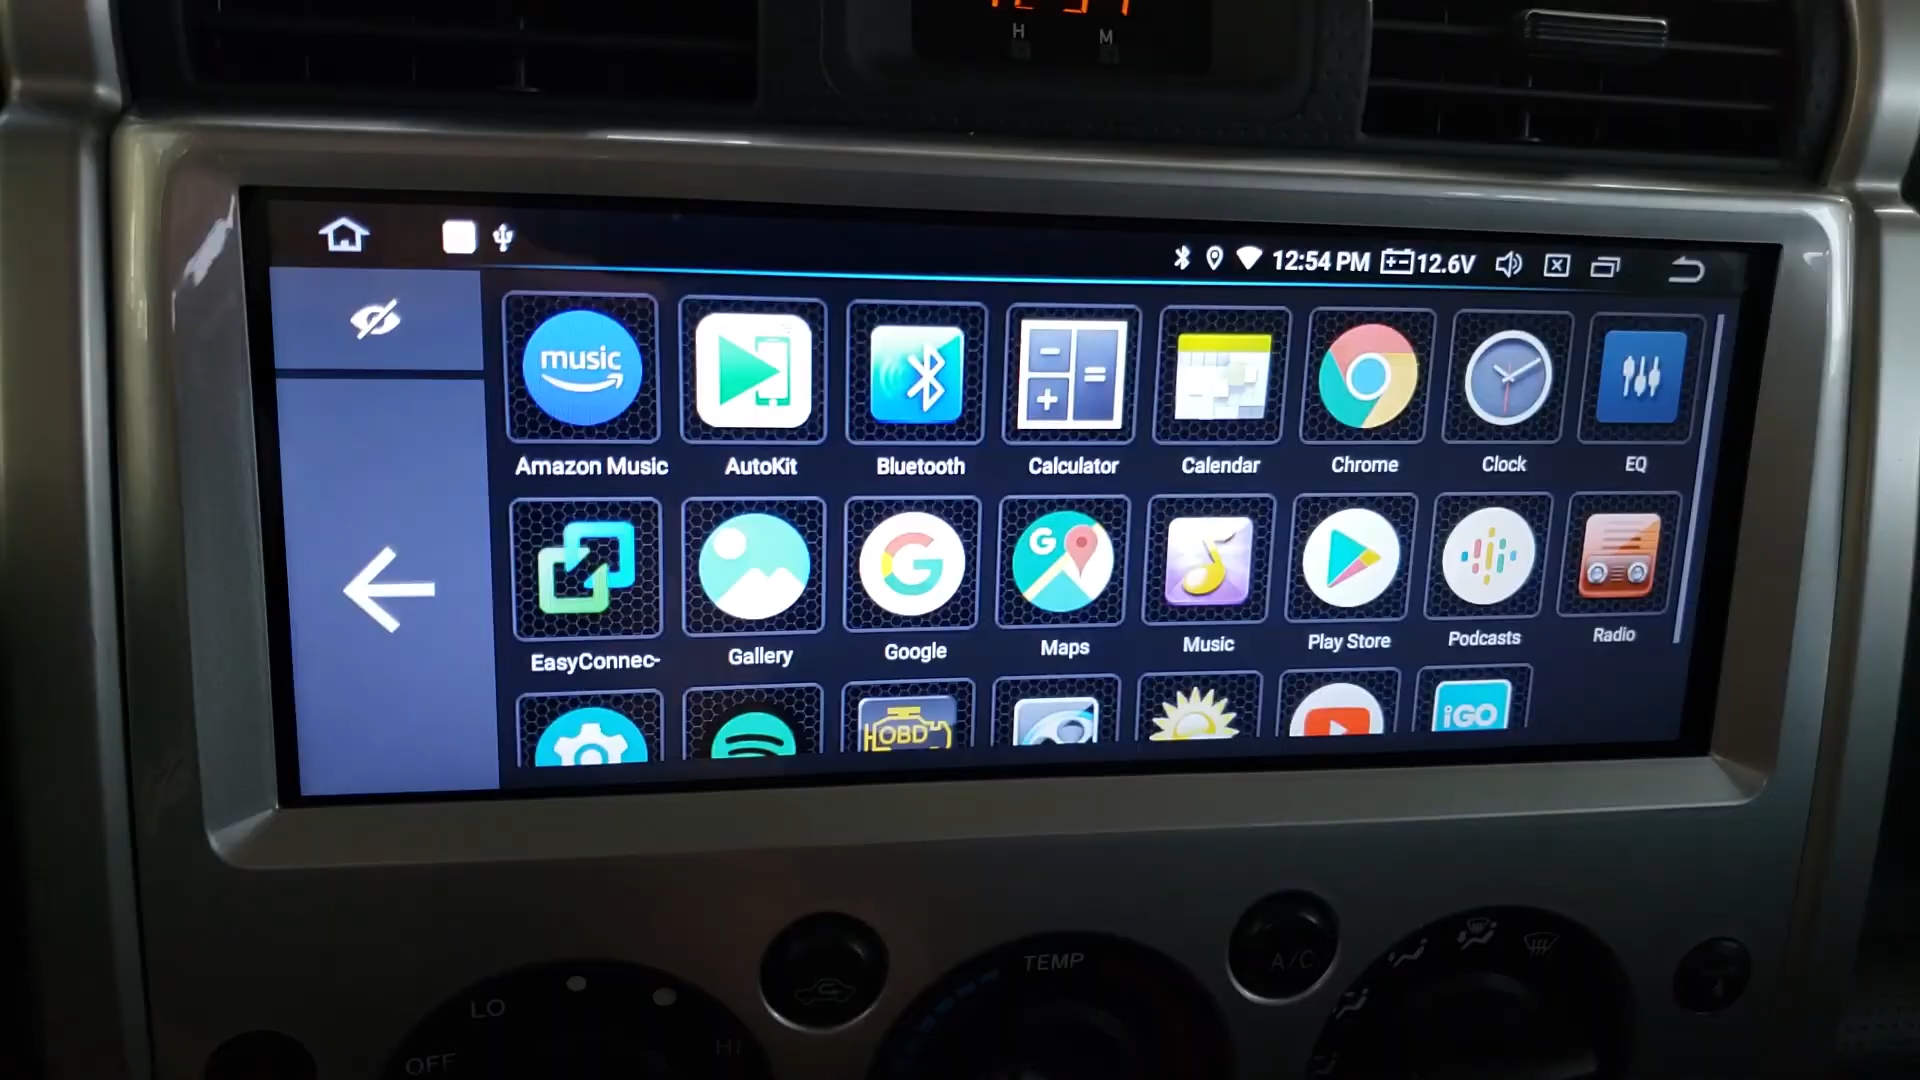 H M
12:54 PM 12.6V
music
Amazon Music
AutoKit
Bluetooth
Calculator
Calendar
Chrome
Clock
EQ
EasyConnec-
Gallery
Google
G
Maps
Music
Play Store
Podcasts
Radio
OBD
iGO
TEMP
A/C
LO
HI
OFF